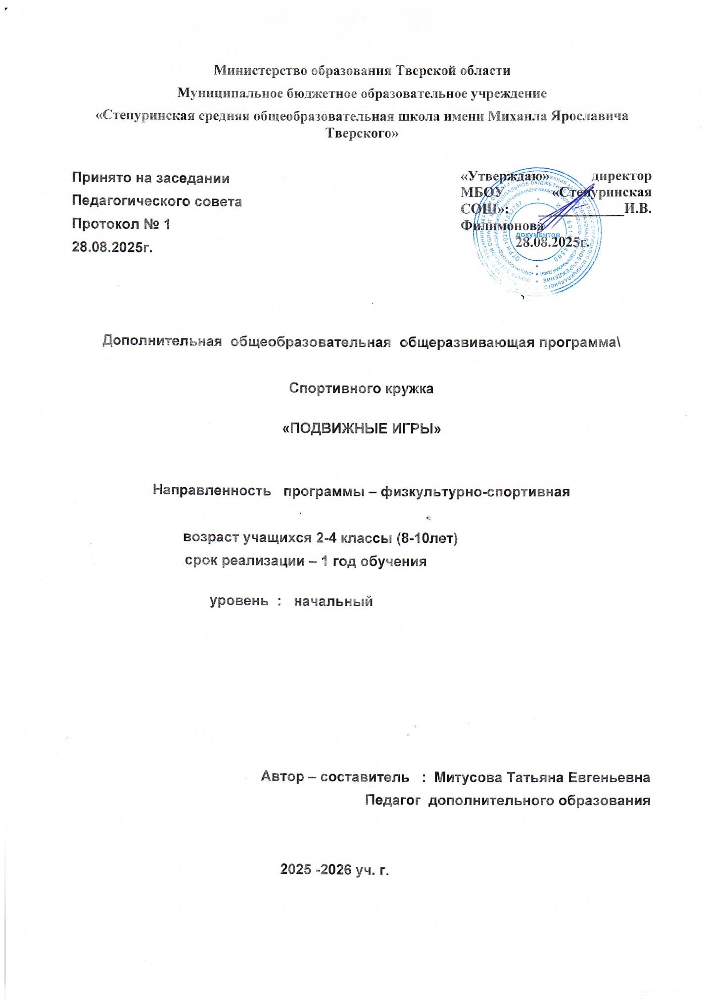 Министерство образования Тверской области
Муниципальное бюджетное образовательное учреждение
«Степуринская средняя общеобразовательная школа имени Михаила Ярославича
Тверского»
Принято на заседании
Педагогического совета
Протокол № 1
28.08.2025г.
«Утверждаю» директор
МБОУ «Степуринская
СОШ»: ____________И.В.
Филимонова
28.08.2025г.
документов
Дополнительная общеобразовательная общеразвивающая программа\
Спортивного кружка
«ПОДВИЖНЫЕ ИГРЫ»
Направленность программы – физкультурно-спортивная
возраст учащихся 2-4 классы (8-10лет)
срок реализации – 1 год обучения
уровень : начальный
Автор – составитель : Митусова Татьяна Евгеньевна
Педагог дополнительного образования
2025 -2026 уч. г.